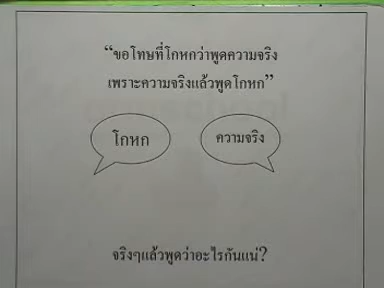 “ขอโทษที่โกหกว่าพูดความจริง
เพราะความจริงแล้วพูดโกหก”
โกหก
ความจริง
จริงๆแล้วพูดว่าอะไรกันแน่?